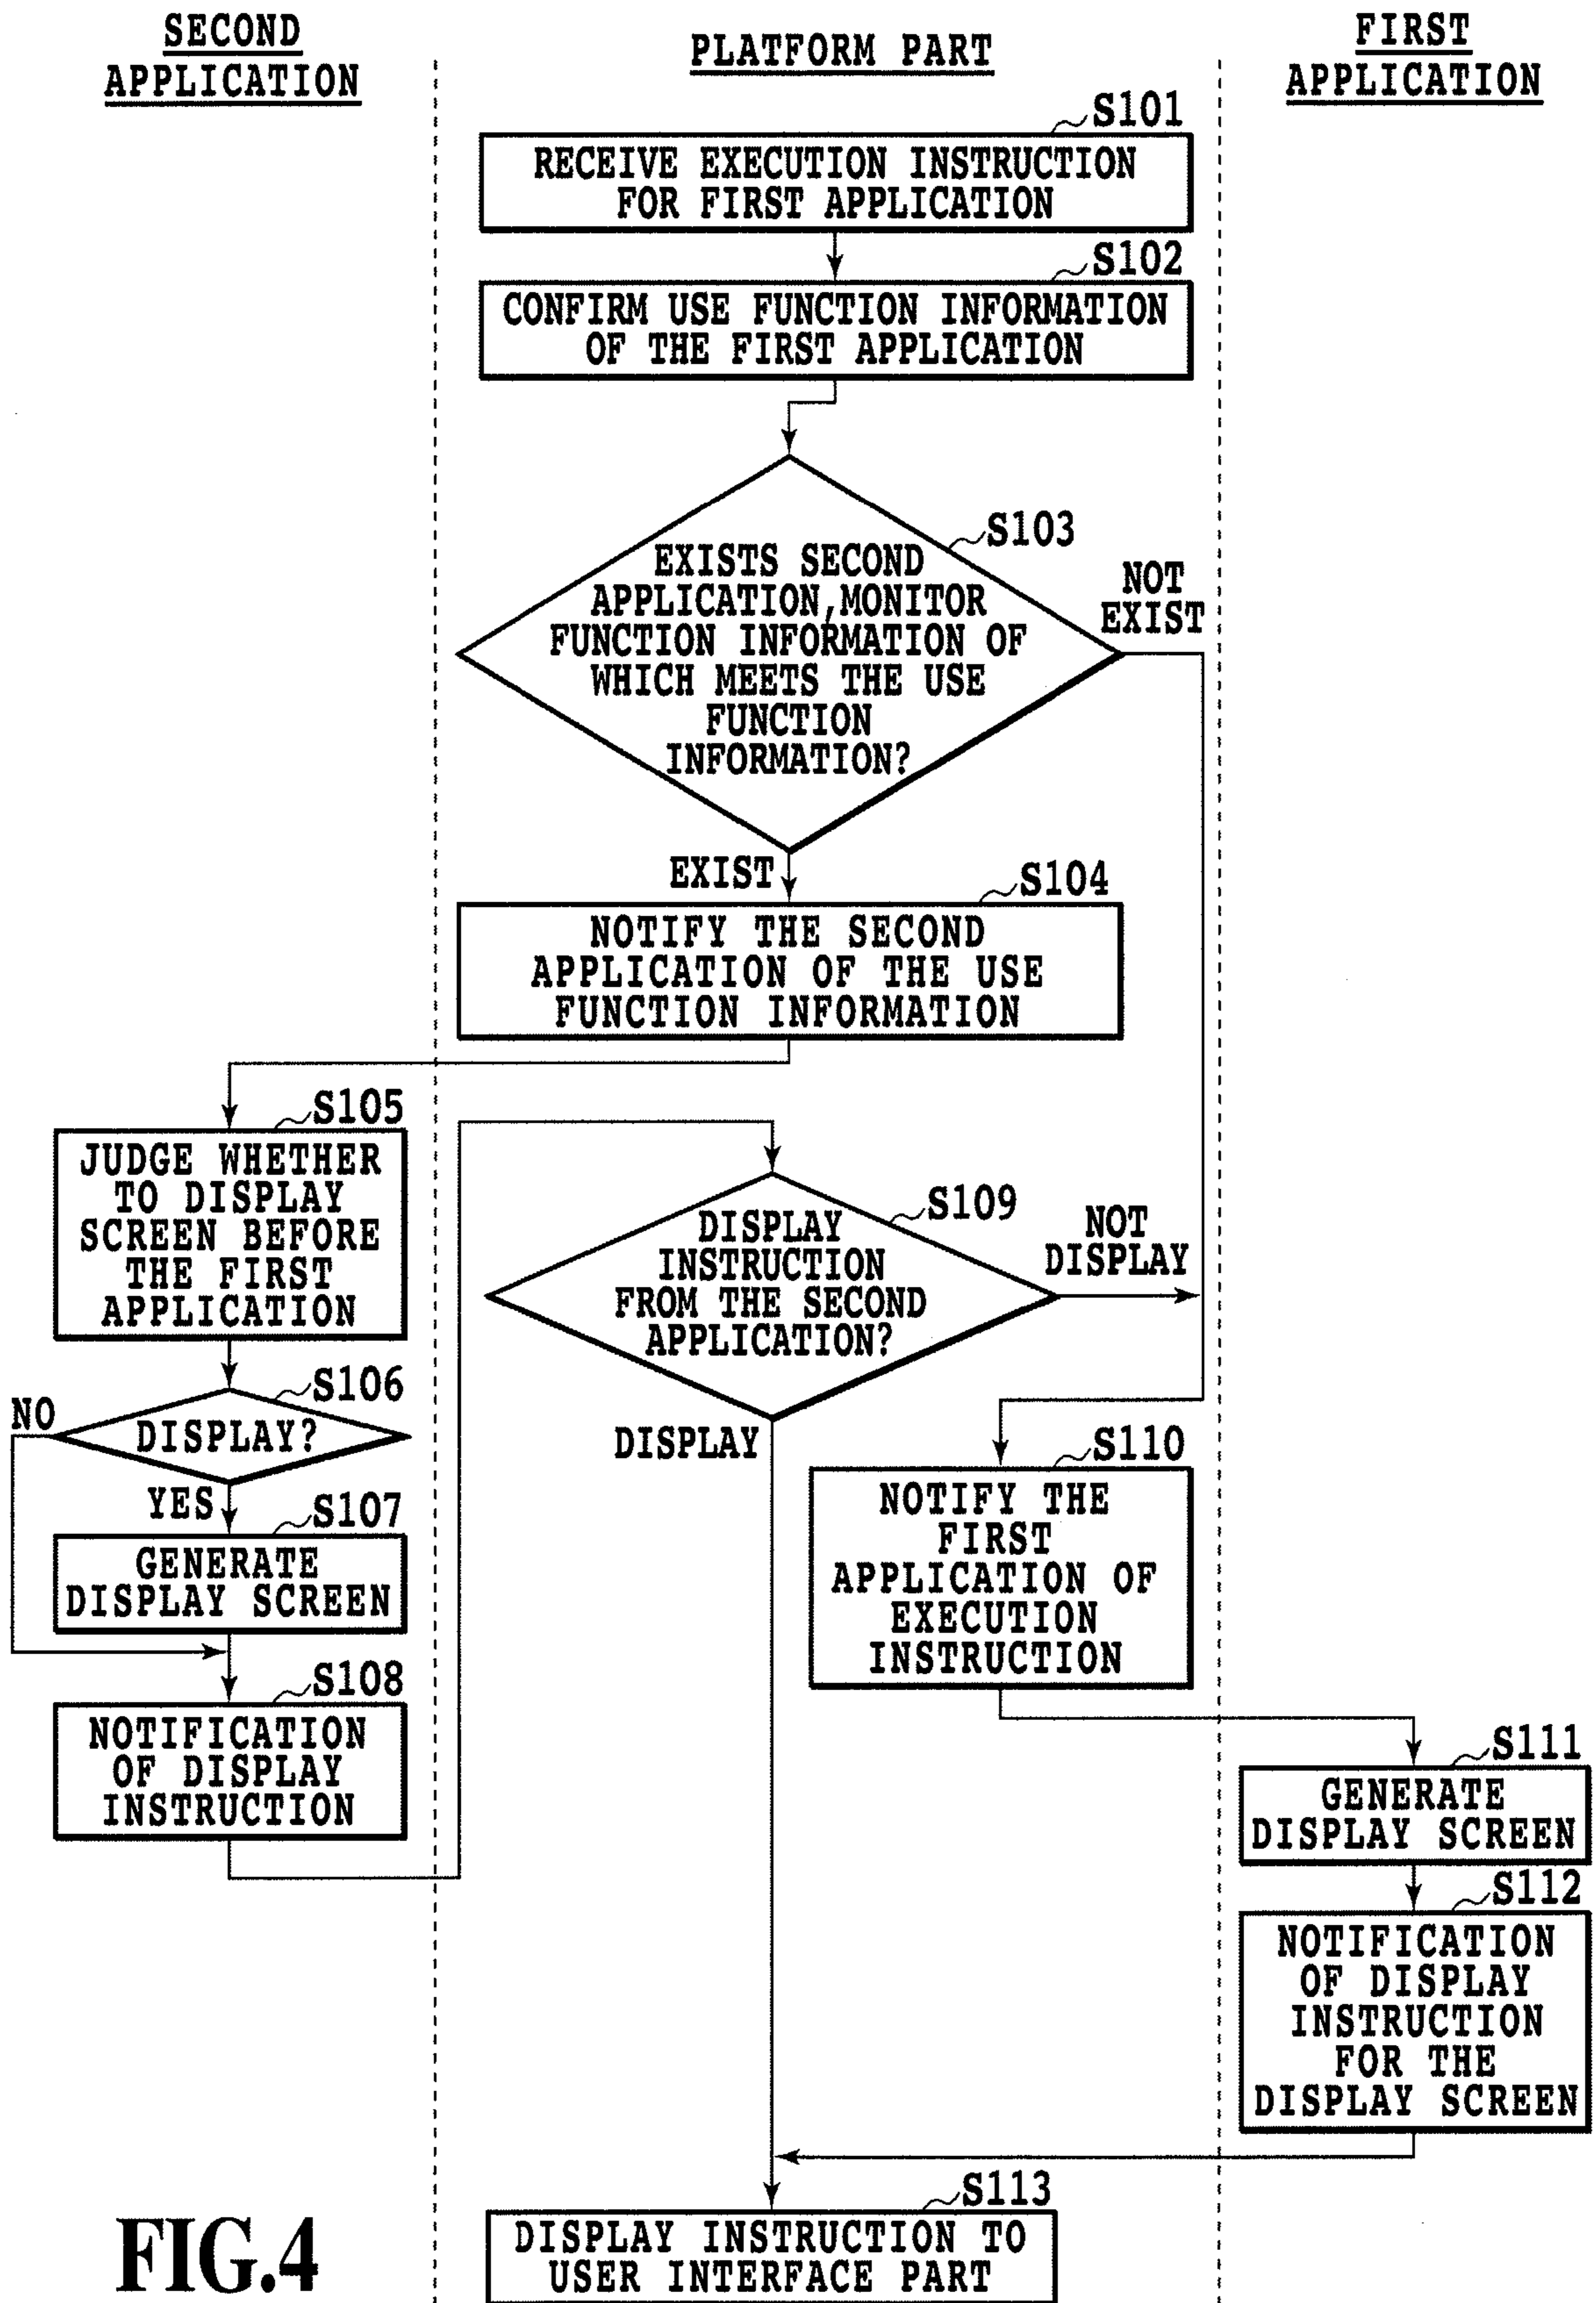 SECOND
APPLICATION
PLATFORM PART
FIRST
APPLICATION
S101
RECEIVE EXECUTION INSTRUCTION
FOR FIRST APPLICATION
S102
CONFIRM USE FUNCTION INFORMATION
OF THE FIRST APPLICATION
S103
EXISTS SECOND
APPLICATION,MONITOR
FUNCTION INFORMATION OF
WHICH MEETS THE USE
FUNCTION
INFORMATION?
NOT
EXIST
EXIST
S104
NOTIFY THE SECOND
APPLICATION OF THE USE
FUNCTION INFORMATION
S105
JUDGE WHETHER
TO DISPLAY
SCREEN BEFORE
THE FIRST
APPLICATION
S106
DISPLAY?
NO
YES
S107
GENERATE
DISPLAY SCREEN
S108
NOTIFICATION
OF DISPLAY
INSTRUCTION
S109
DISPLAY
INSTRUCTION
FROM THE SECOND
APPLICATION?
NOT
DISPLAY
DISPLAY
S110
NOTIFY THE
FIRST
APPLICATION OF
EXECUTION
INSTRUCTION
S111
GENERATE
DISPLAY SCREEN
S112
NOTIFICATION
OF DISPLAY
INSTRUCTION
FOR THE
DISPLAY SCREEN
S113
DISPLAY INSTRUCTION TO
USER INTERFACE PART
FIG.4